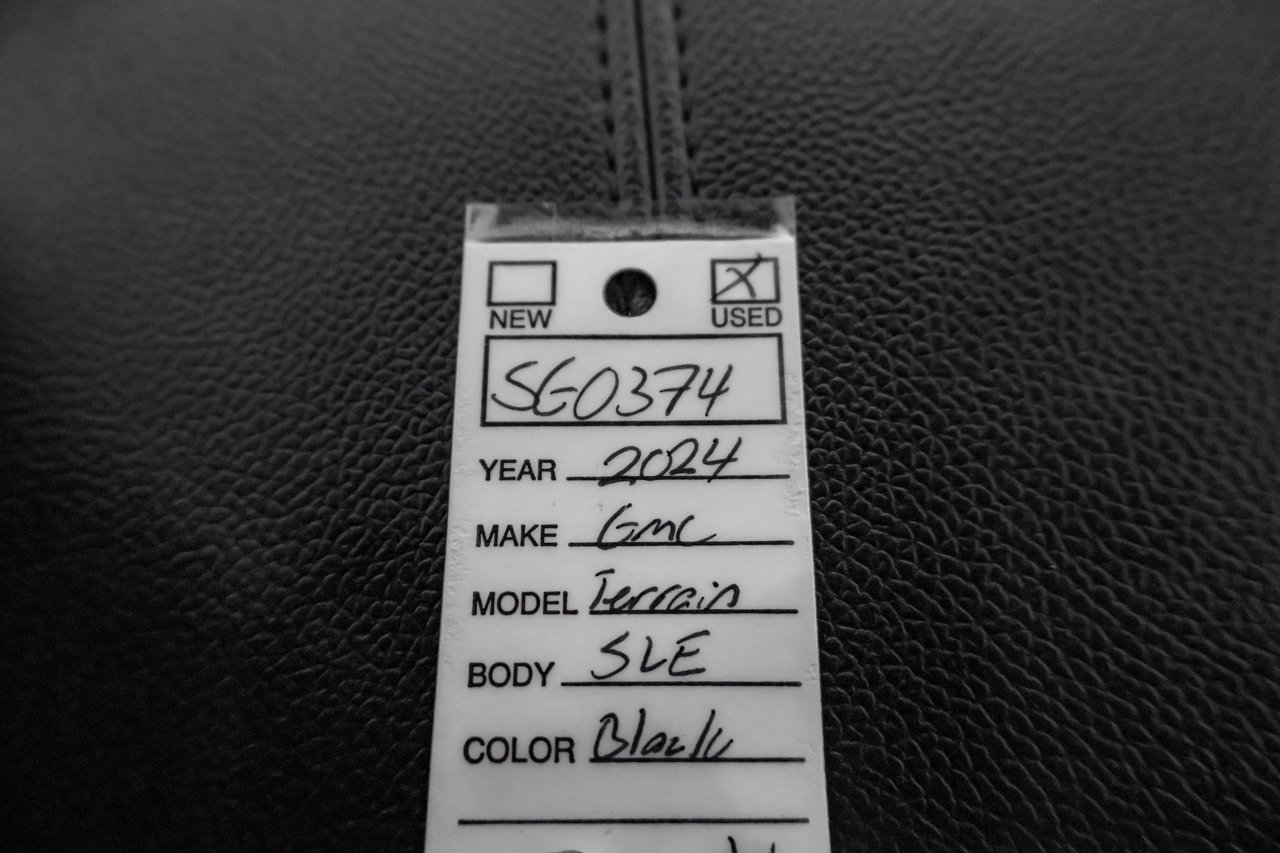 NEW USED
SG0374
YEAR 2024
MAKE GMC
MODEL Terrain
BODY SLE
COLOR Black